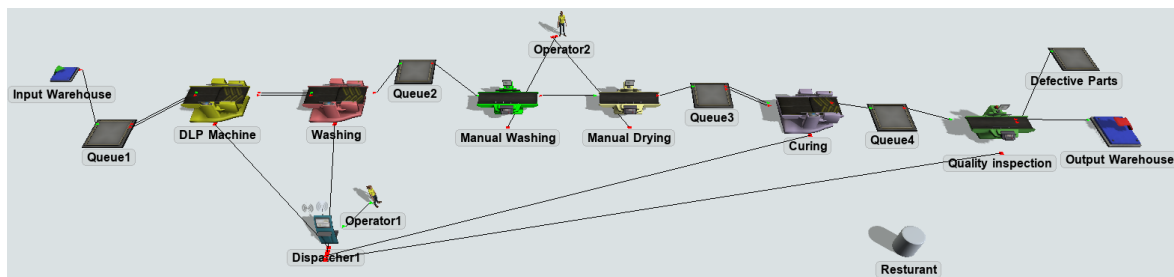 Operator2
Input Warehouse
Queue1
DLP Machine
Washing
Queue2
Manual Washing
Manual Drying
Queue3
Curing
Queue4
Defective Parts
Quality inspection
Output Warehouse
Operator1
Dispatcher1
Resturant